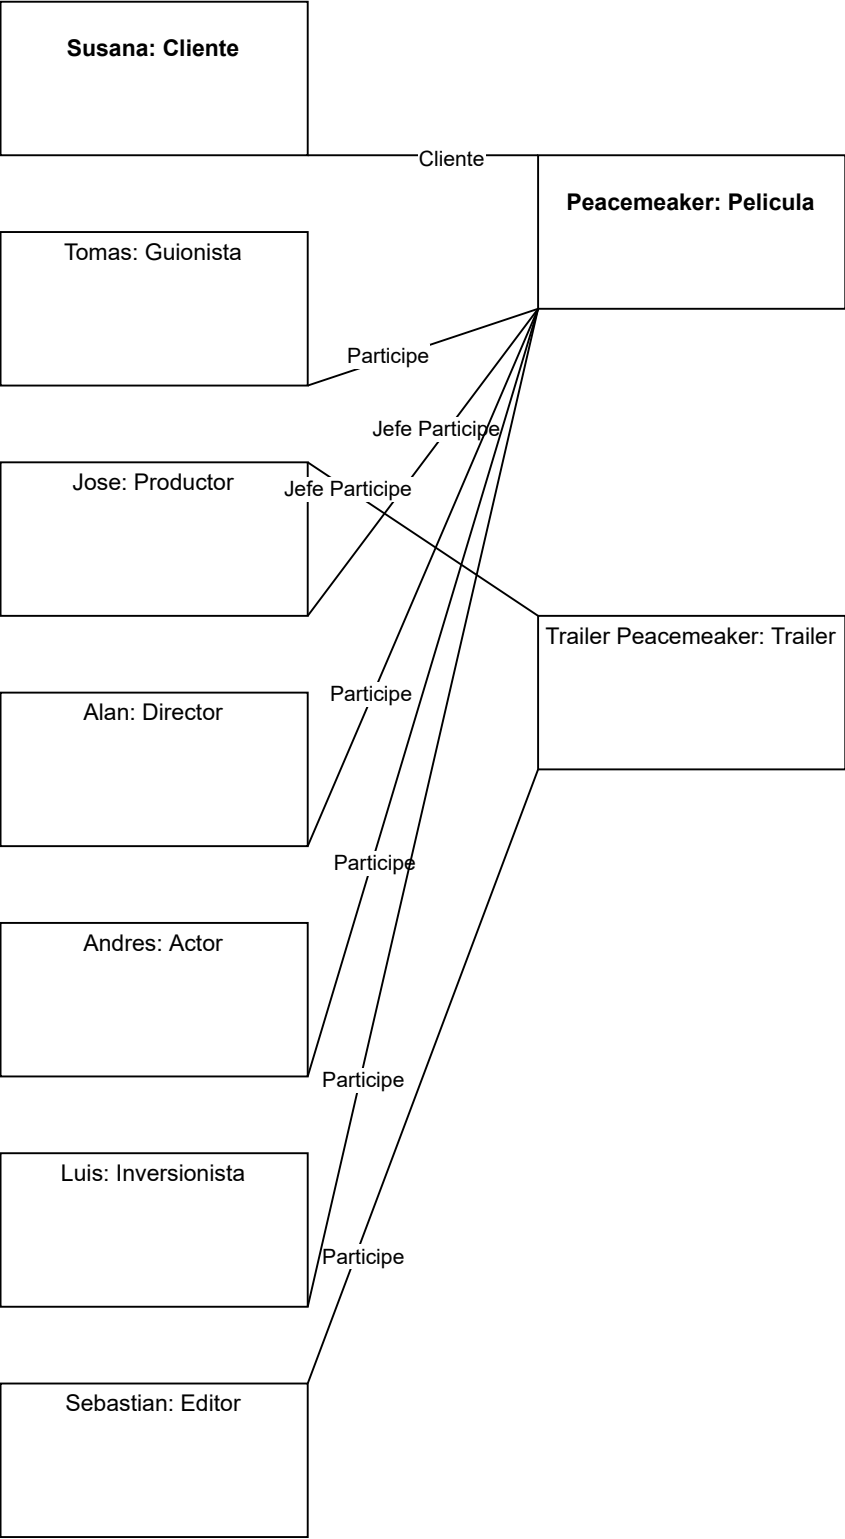 Susana: Cliente
Cliente
Peacemeaker: Pelicula
Tomas: Guionista
Participe
Jefe Participe
Jose: Productor
Jefe Participe
Trailer Peacemeaker: Trailer
Participe
Alan: Director
Participe
Andres: Actor
Participe
Luis: Inversionista
Participe
Sebastian: Editor